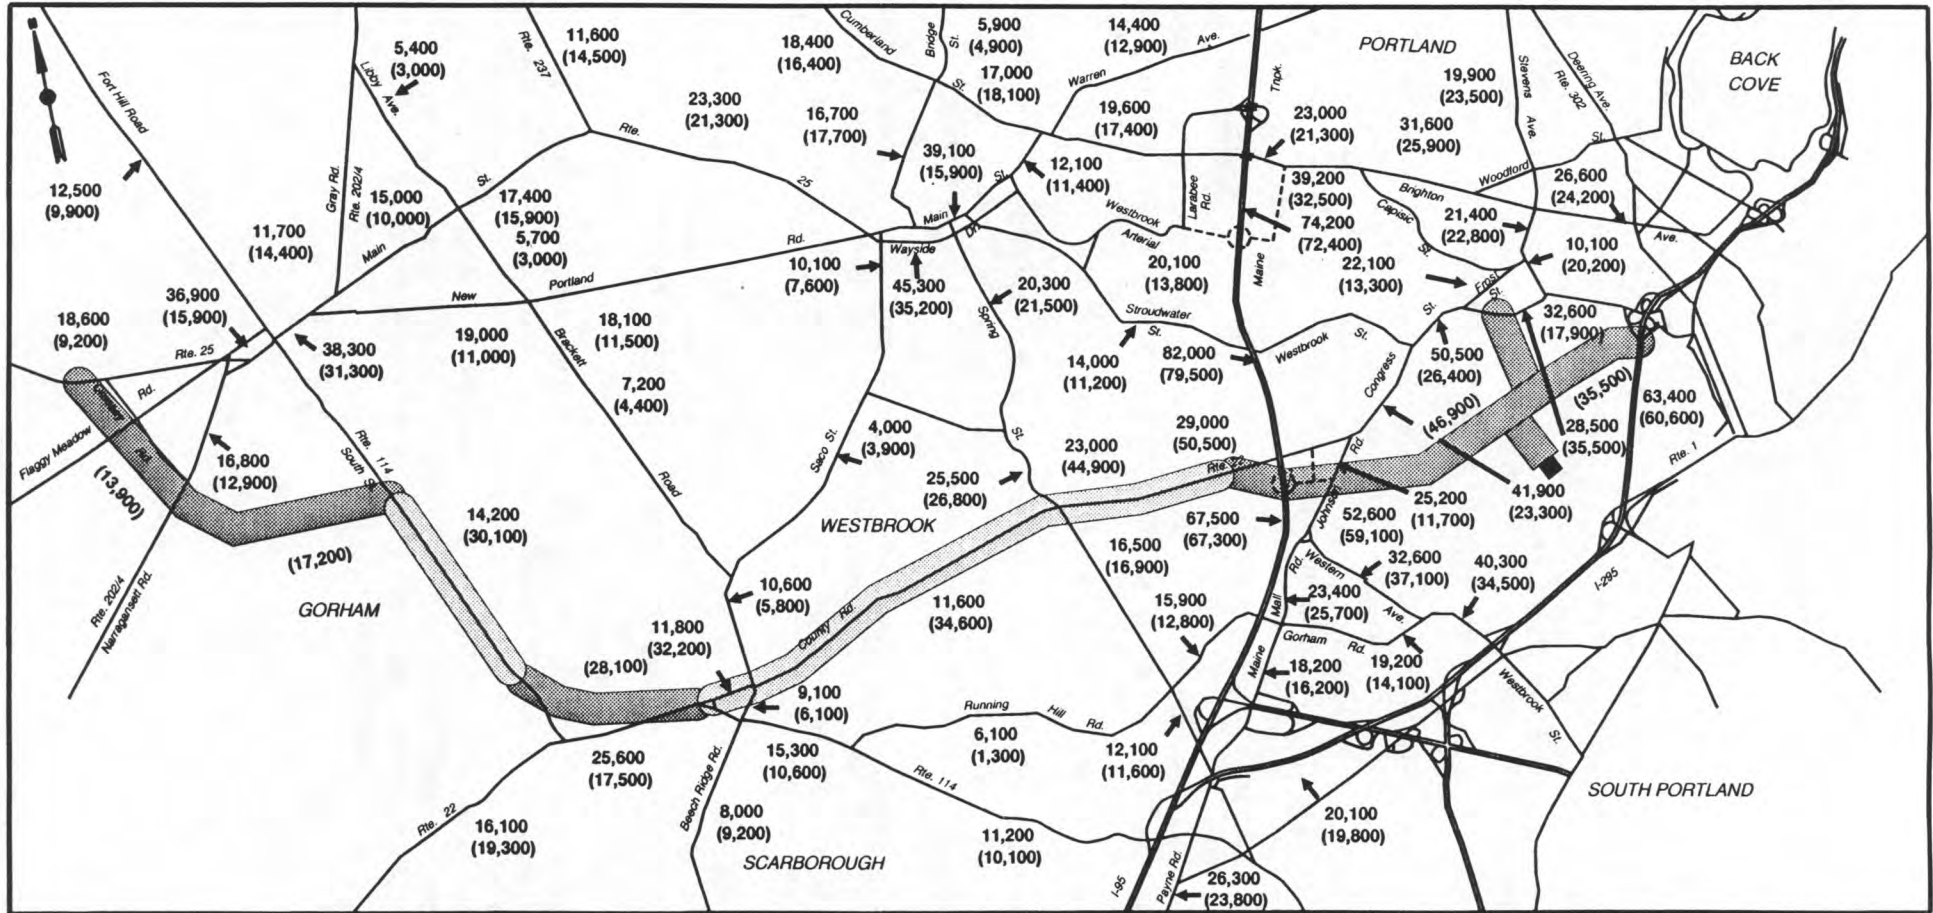 Cumberland
St.
Bridge
St.
5,900
(4,900)
14,400
(12,900)
Ave.
Warren
PORTLAND
BACK
COVE
Stevens
Ave.
Deering Ave.
Rte. 302
Fort Hill Road
5,400
(3,000)
Libby
Ave.
Rte. 237
11,600
(14,500)
18,400
(16,400)
17,000
(18,100)
Tnpk.
Maine
19,900
(23,500)
23,300
(21,300)
16,700
(17,700)
19,600
(17,400)
23,000
(21,300)
31,600
(25,900)
St.
Woodford
Rte.
25
39,100
(15,900)
St.
12,100
(11,400)
Larabee
Rd.
39,200
(32,500)
Brighton
Ave.
26,600
(24,200)
12,500
(9,900)
Gray Rd.
Rte. 202/4
15,000
(10,000)
St.
Main
17,400
(15,900)
5,700
(3,000)
Main
Wayside
Dr.
Westbrook
Arterial
74,200
(72,400)
Capisic
St.
21,400
(22,800)
11,700
(14,400)
New
Portland
Rd.
10,100
(7,600)
45,300
(35,200)
20,300
(21,500)
20,100
(13,800)
22,100
(13,300)
Frost
St.
10,100
(20,200)
36,900
(15,900)
18,600
(9,200)
Rte. 25
38,300
(31,300)
19,000
(11,000)
18,100
(11,500)
Spring
St.
Stroudwater
St.
14,000
(11,200)
82,000
(79,500)
Westbrook
St.
Congress
St.
50,500
(26,400)
32,600
(17,900)
(35,500)
63,400
(60,600)
Brackett
Road
7,200
(4,400)
Flaggy Meadow
Rd.
Rd.
(13,900)
16,800
(12,900)
Rte. 114
South St.
Saco St.
4,000
(3,900)
29,000
(50,500)
23,000
(44,900)
Rte. 22
Rd.
Johnson
(46,900)
28,500
(35,500)
Rte. 1
25,500
(26,800)
WESTBROOK
14,200
(30,100)
(17,200)
67,500
(67,300)
52,600
(59,100)
25,200
(11,700)
41,900
(23,300)
16,500
(16,900)
Western
Ave.
32,600
(37,100)
40,300
(34,500)
I-295
Rte. 202/4
Narragansett Rd.
GORHAM
10,600
(5,800)
County Rd.
11,600
(34,600)
15,900
(12,800)
Rd.
Mall
Maine
23,400
(25,700)
Gorham
Rd.
11,800
(32,200)
(28,100)
9,100
(6,100)
18,200
(16,200)
19,200
(14,100)
Westbrook
St.
Running
Hill
Rd.
6,100
(1,300)
12,100
(11,600)
25,600
(17,500)
15,300
(10,600)
Beech Ridge Rd.
Rte. 114
SOUTH PORTLAND
Rte. 22
16,100
(19,300)
8,000
(9,200)
20,100
(19,800)
SCARBOROUGH
11,200
(10,100)
I-95
Payne Rd.
26,300
(23,800)